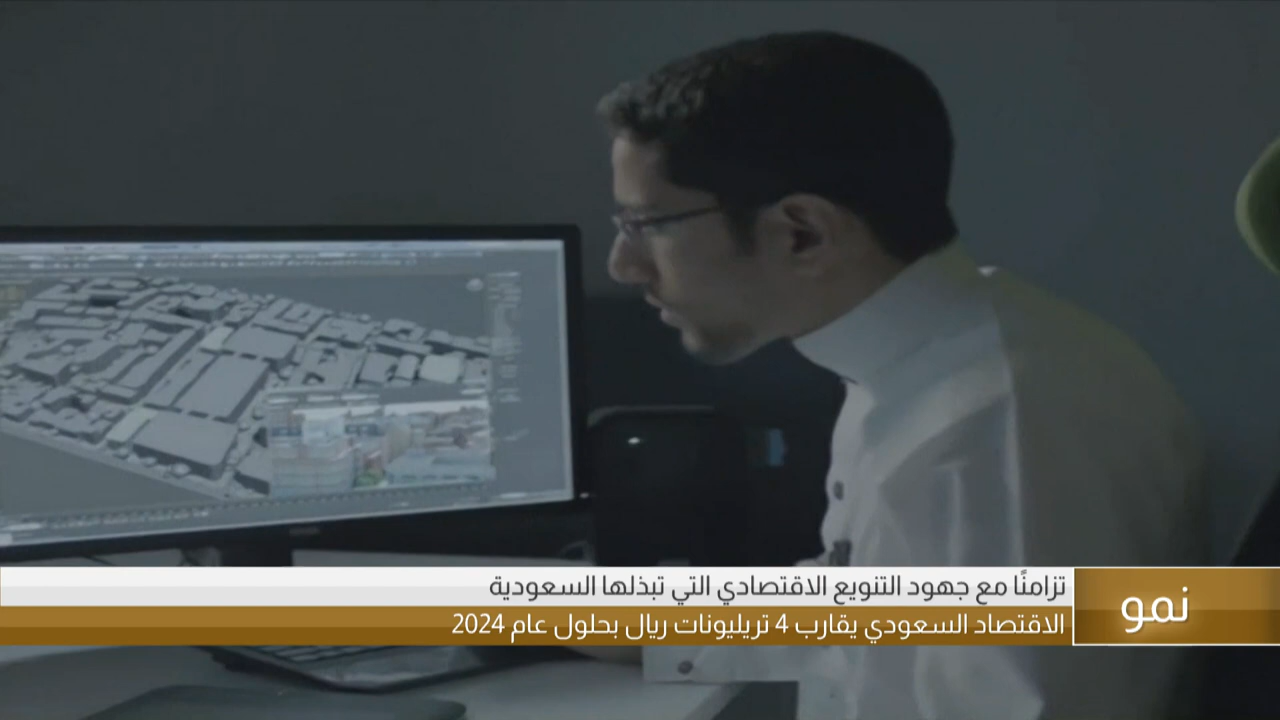 نمو
تزامنًا مع جهود التنويع الاقتصادي التي تبذلها السعودية
الاقتصاد السعودي يقارب 4 تريليونات ريال بحلول عام 2024